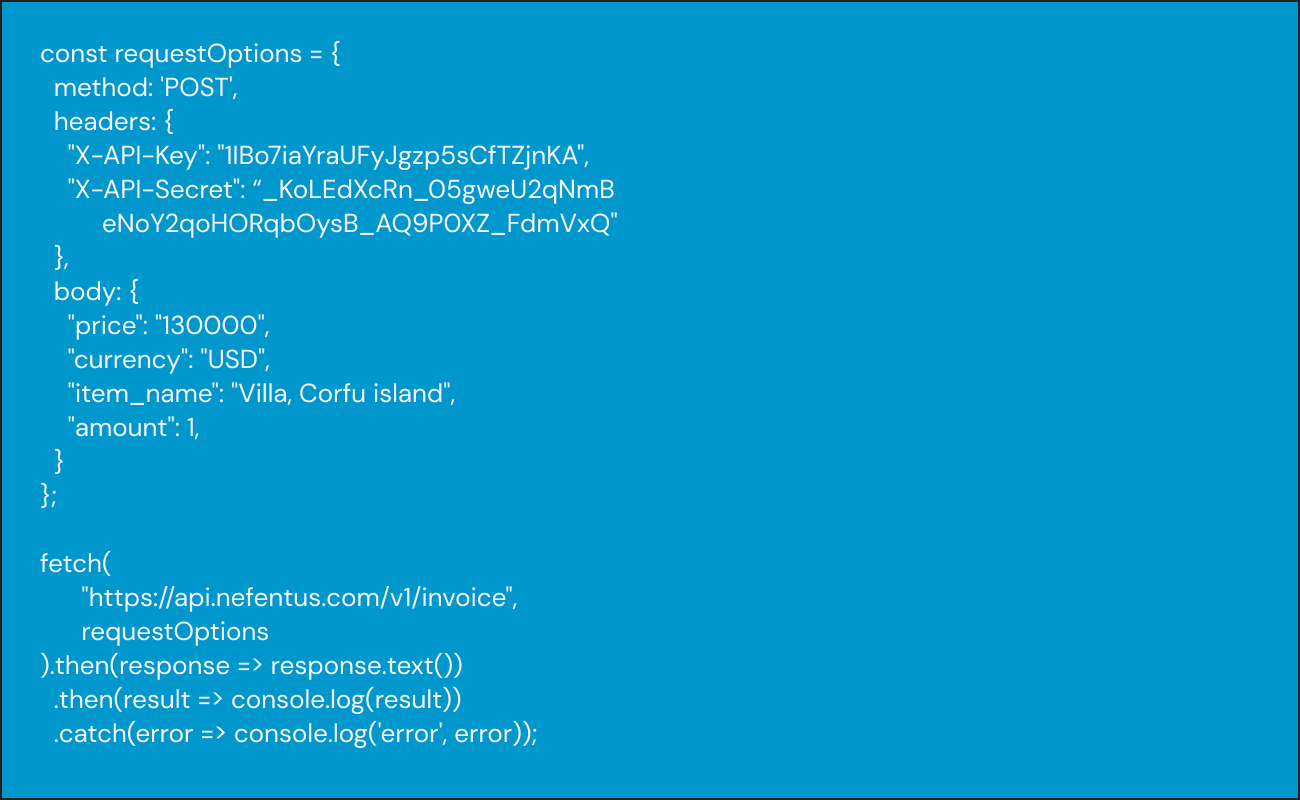 const requestOptions = {
method: 'POST',
headers: {
"X-API-Key": "1IBo7iaYraUFyJgzp5sCfTZjnKA",
"X-API-Secret": “_KoLEdXcRn_05gweU2qNmB
eNoY2qoHORqbOysB_AQ9P0XZ_FdmVxQ"
},
body: {
"price": "130000",
"currency": "USD",
"item_name": "Villa, Corfu island",
"amount": 1,
}
};
fetch(
"https://api.nefentus.com/v1/invoice",
requestOptions
).then(response => response.text())
.then(result => console.log(result))
.catch(error => console.log('error', error));